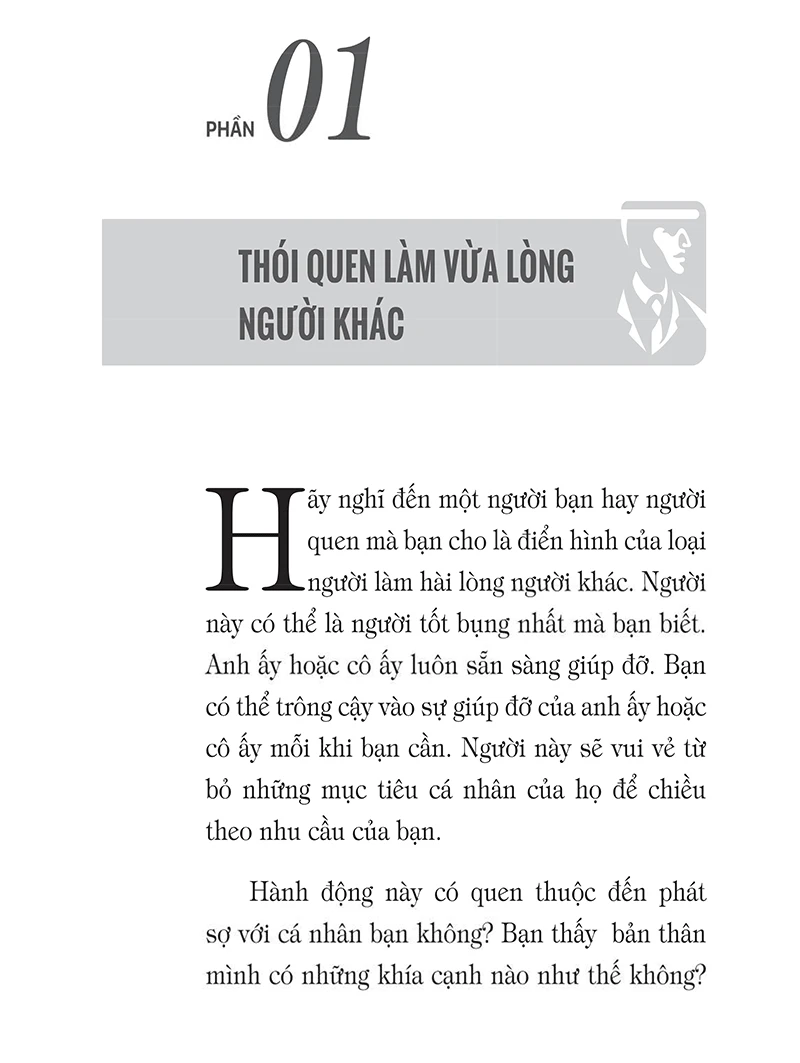 PHẦN 01
THÓI QUEN LÀM VỪA LÒNG
NGƯỜI KHÁC
Hãy nghĩ đến một người bạn hay người
quen mà bạn cho là điển hình của loại
người làm hài lòng người khác. Người
này có thể là người tốt bụng nhất mà bạn biết.
Anh ấy hoặc cô ấy luôn sẵn sàng giúp đỡ. Bạn
có thể trông cậy vào sự giúp đỡ của anh ấy hoặc
cô ấy mỗi khi bạn cần. Người này sẽ vui vẻ từ
bỏ những mục tiêu cá nhân của họ để chiều
theo nhu cầu của bạn.
Hành động này có quen thuộc đến phát
sợ với cá nhân bạn không? Bạn thấy bản thân
mình có những khía cạnh nào như thế không?